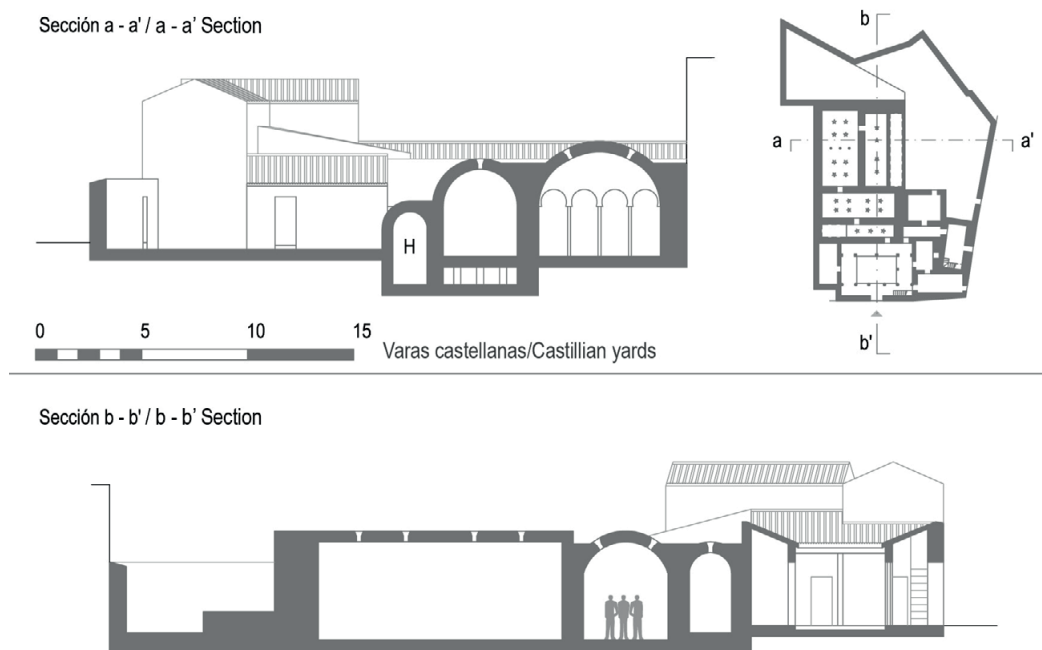 Sección a - a' / a - a’ Section
b
a
a'
H
0 5 10 15
Varas castellanas/Castillian yards
b'
Sección b - b' / b - b’ Section